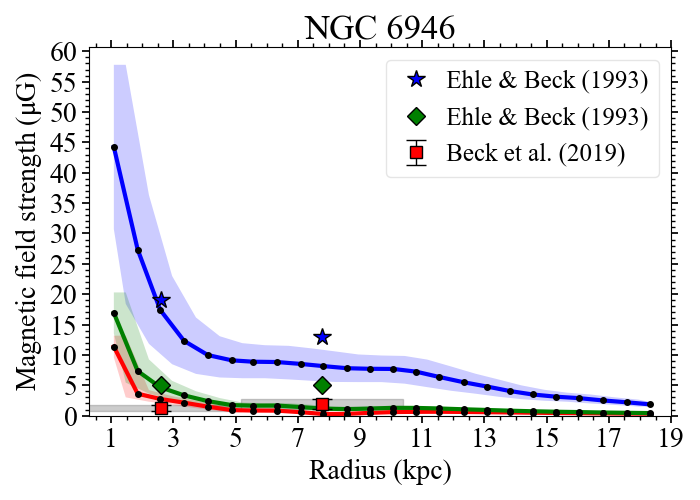 NGC 6946
Magnetic field strength (μG)
60
55
50
45
40
35
30
25
20
15
10
5
0
Ehle & Beck (1993)
Ehle & Beck (1993)
Beck et al. (2019)
1 3 5 7 9 11 13 15 17 19
Radius (kpc)